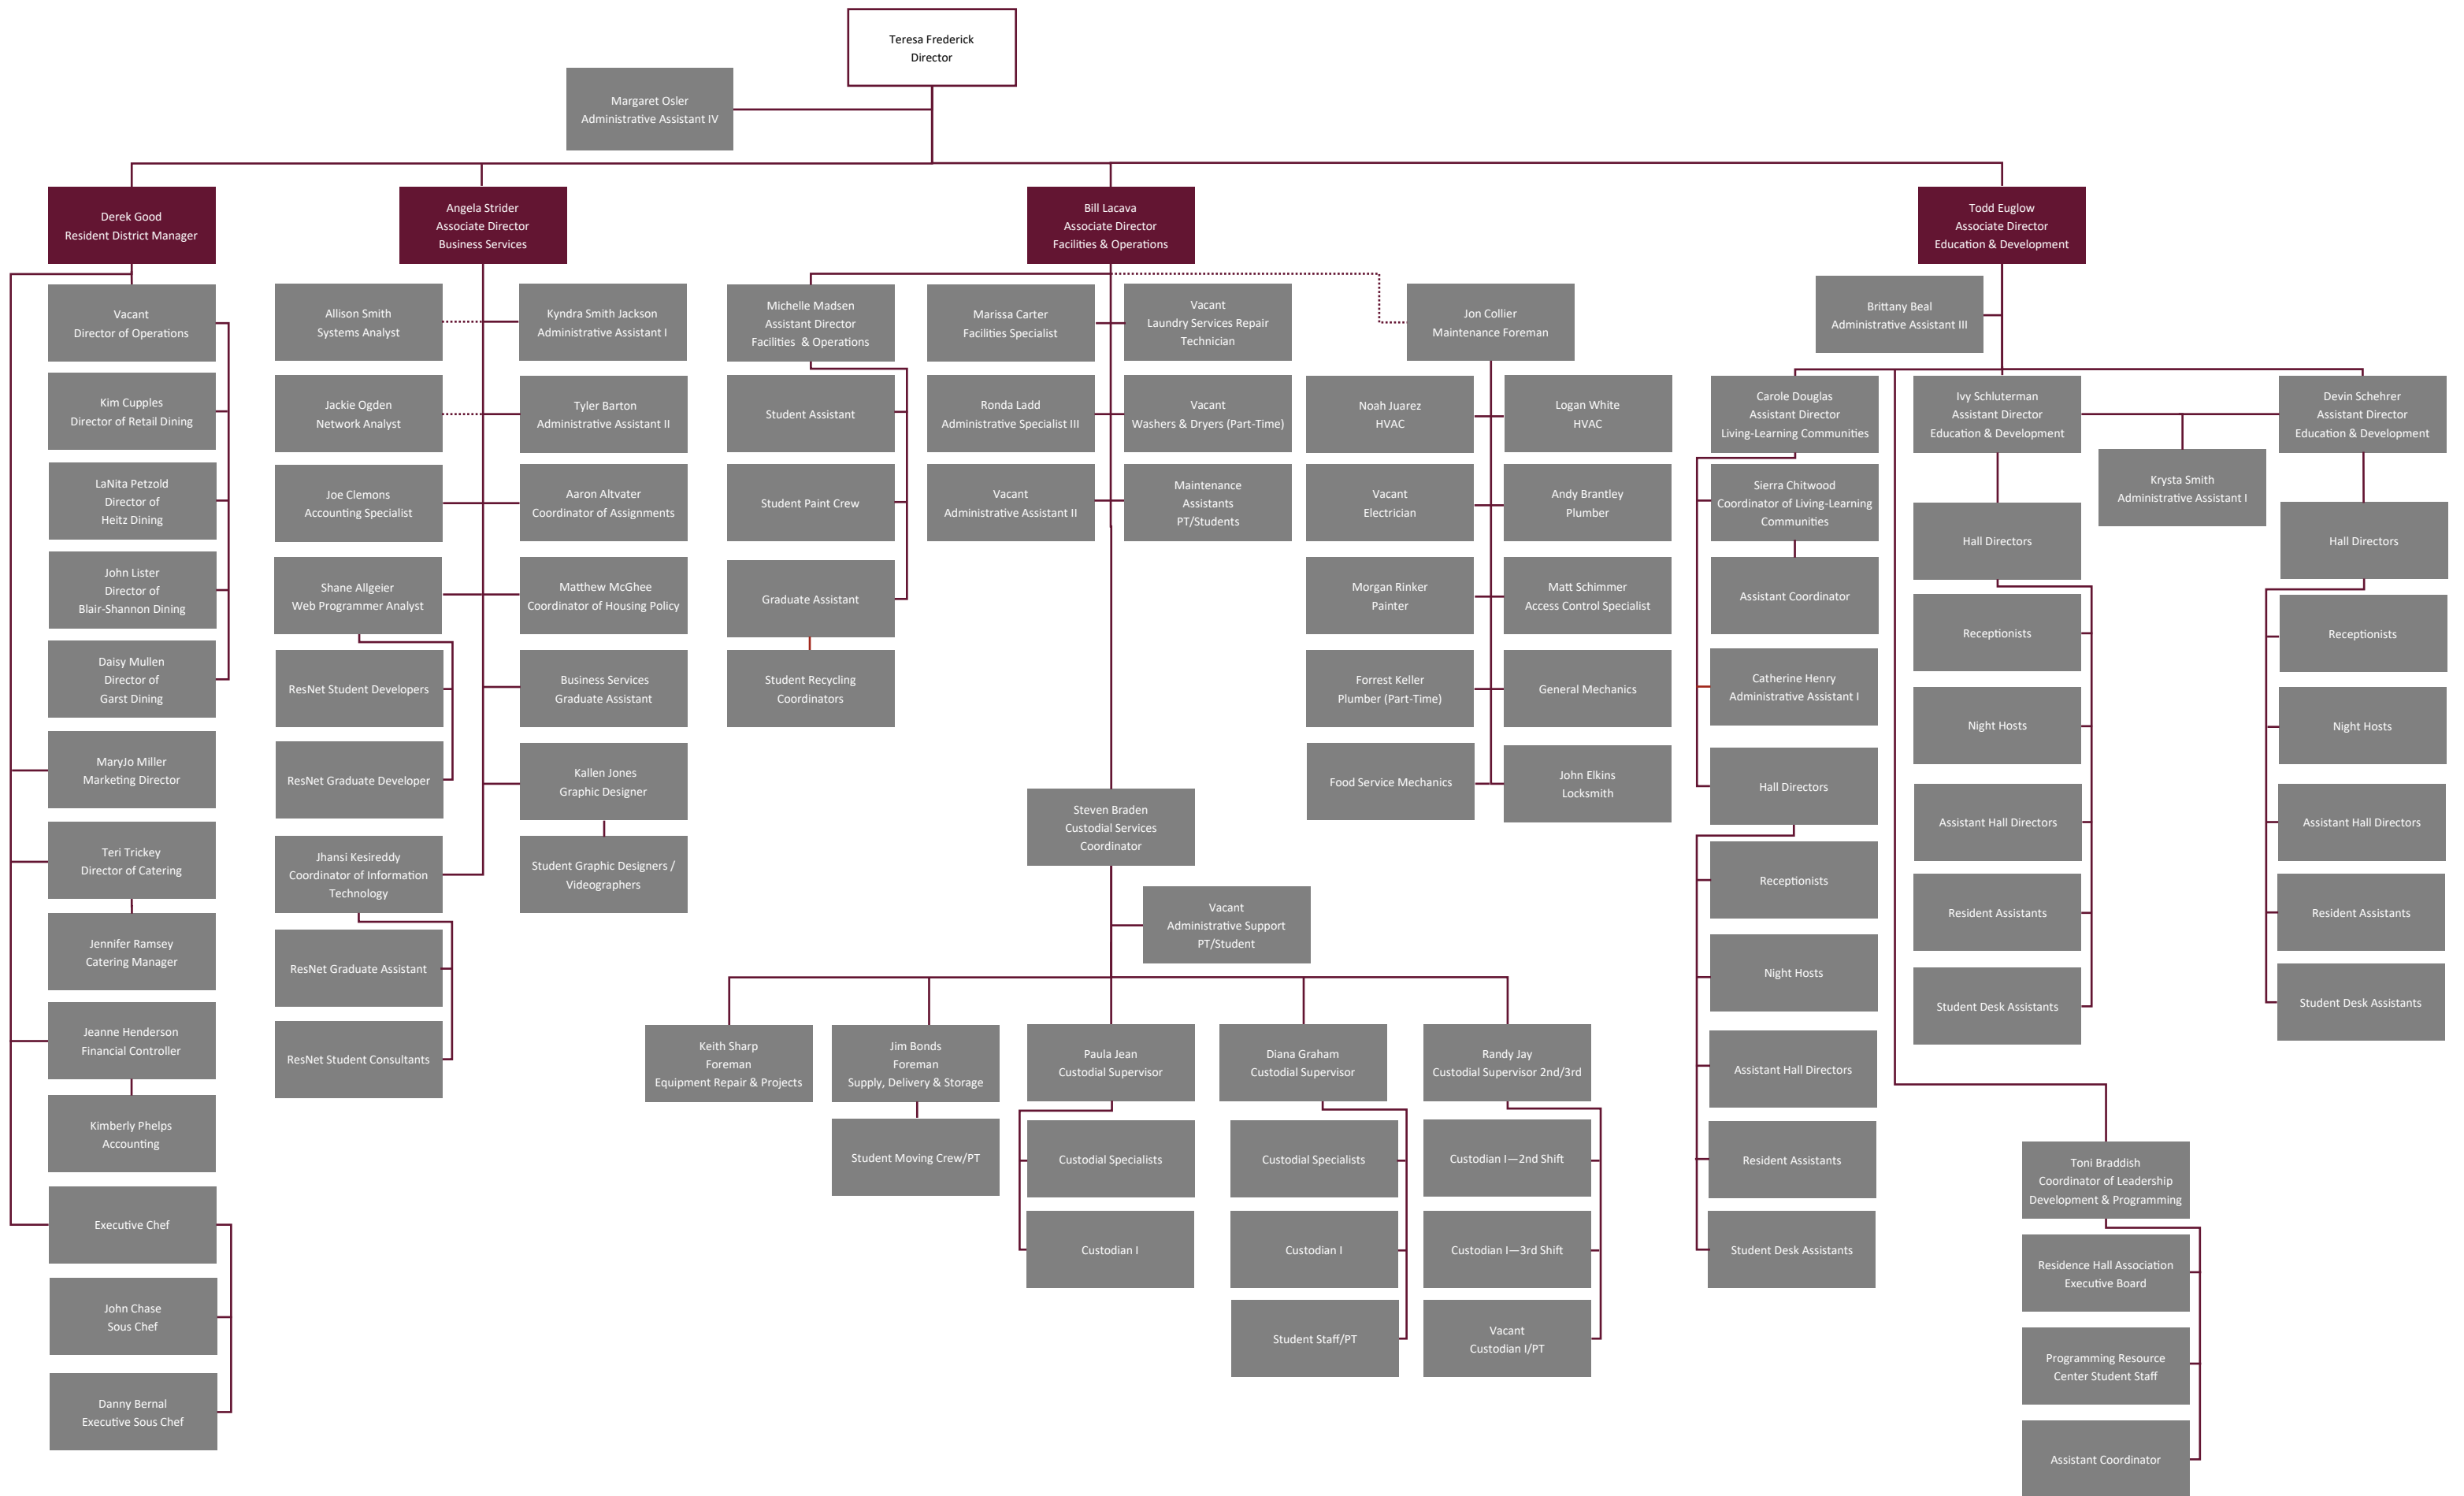 Teresa Frederick
Director
Margaret Osler
Administrative Assistant IV
Derek Good
Resident District Manager
Vacant
Director of Operations
Kim Cupples
Director of Retail Dining
LaNita Petzold
Director of
Heitz Dining
John Lister
Director of
Blair-Shannon Dining
Daisy Mullen
Director of
Garst Dining
MaryJo Miller
Marketing Director
Teri Trickey
Director of Catering
Jennifer Ramsey
Catering Manager
Jeanne Henderson
Financial Controller
Kimberly Phelps
Accounting
Executive Chef
John Chase
Sous Chef
Danny Bernal
Executive Sous Chef
Angela Strider
Associate Director
Business Services
Allison Smith
Systems Analyst
Jackie Ogden
Network Analyst
Joe Clemons
Accounting Specialist
Shane Allgeier
Web Programmer Analyst
ResNet Student Developers
ResNet Graduate Developer
Jhansi Kesireddy
Coordinator of Information
Technology
ResNet Graduate Assistant
ResNet Student Consultants
Kyndra Smith Jackson
Administrative Assistant I
Tyler Barton
Administrative Assistant II
Aaron Altvater
Coordinator of Assignments
Matthew McGhee
Coordinator of Housing Policy
Business Services
Graduate Assistant
Kallen Jones
Graphic Designer
Student Graphic Designers /
Videographers
Bill Lacava
Associate Director
Facilities & Operations
Michelle Madsen
Assistant Director
Facilities  & Operations
Student Assistant
Student Paint Crew
Graduate Assistant
Student Recycling
Coordinators
Marissa Carter
Facilities Specialist
Ronda Ladd
Administrative Specialist III
Vacant
Administrative Assistant II
Vacant
Laundry Services Repair
Technician
Vacant
Washers & Dryers (Part-Time)
Maintenance
Assistants
PT/Students
Jon Collier
Maintenance Foreman
Noah Juarez
HVAC
Vacant
Electrician
Morgan Rinker
Painter
Forrest Keller
Plumber (Part-Time)
Food Service Mechanics
Logan White
HVAC
Andy Brantley
Plumber
Matt Schimmer
Access Control Specialist
General Mechanics
John Elkins
Locksmith
Steven Braden
Custodial Services
Coordinator
Vacant
Administrative Support
PT/Student
Keith Sharp
Foreman
Equipment Repair & Projects
Jim Bonds
Foreman
Supply, Delivery & Storage
Student Moving Crew/PT
Paula Jean
Custodial Supervisor
Custodial Specialists
Custodian I
Diana Graham
Custodial Supervisor
Custodial Specialists
Custodian I
Student Staff/PT
Randy Jay
Custodial Supervisor 2nd/3rd
Custodian I—2nd Shift
Custodian I—3rd Shift
Vacant
Custodian I/PT
Todd Euglow
Associate Director
Education & Development
Brittany Beal
Administrative Assistant III
Carole Douglas
Assistant Director
Living-Learning Communities
Sierra Chitwood
Coordinator of Living-Learning
Communities
Assistant Coordinator
Catherine Henry
Administrative Assistant I
Hall Directors
Receptionists
Night Hosts
Assistant Hall Directors
Resident Assistants
Student Desk Assistants
Ivy Schluterman
Assistant Director
Education & Development
Hall Directors
Receptionists
Night Hosts
Assistant Hall Directors
Resident Assistants
Student Desk Assistants
Krysta Smith
Administrative Assistant I
Devin Schehrer
Assistant Director
Education & Development
Hall Directors
Receptionists
Night Hosts
Assistant Hall Directors
Resident Assistants
Student Desk Assistants
Toni Braddish
Coordinator of Leadership
Development & Programming
Residence Hall Association
Executive Board
Programming Resource
Center Student Staff
Assistant Coordinator